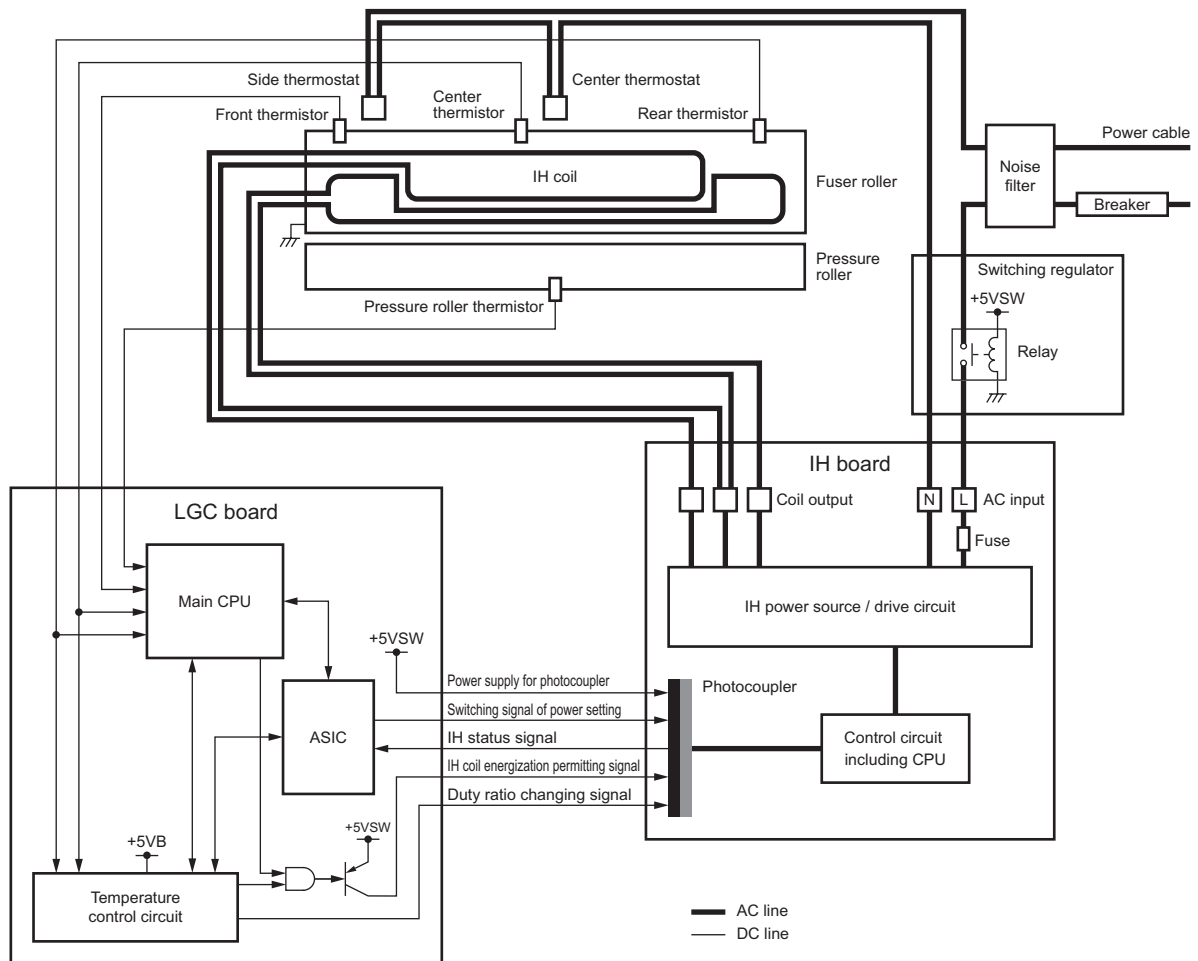 Side thermostat
Center thermostat
Center
thermistor
Front thermistor
Rear thermistor
Power cable
Noise
filter
IH coil
Fuser roller
Breaker
Pressure
roller
Switching regulator
Pressure roller thermistor
+5VSW
Relay
IH board
LGC board
Coil output
N
L
AC input
Fuse
Main CPU
IH power source / drive circuit
+5VSW
Power supply for photocoupler
Photocoupler
Switching signal of power setting
ASIC
IH status signal
Control circuit
including CPU
IH coil energization permitting signal
Duty ratio changing signal
+5VB
+5VSW
Temperature
control circuit
AC line
DC line